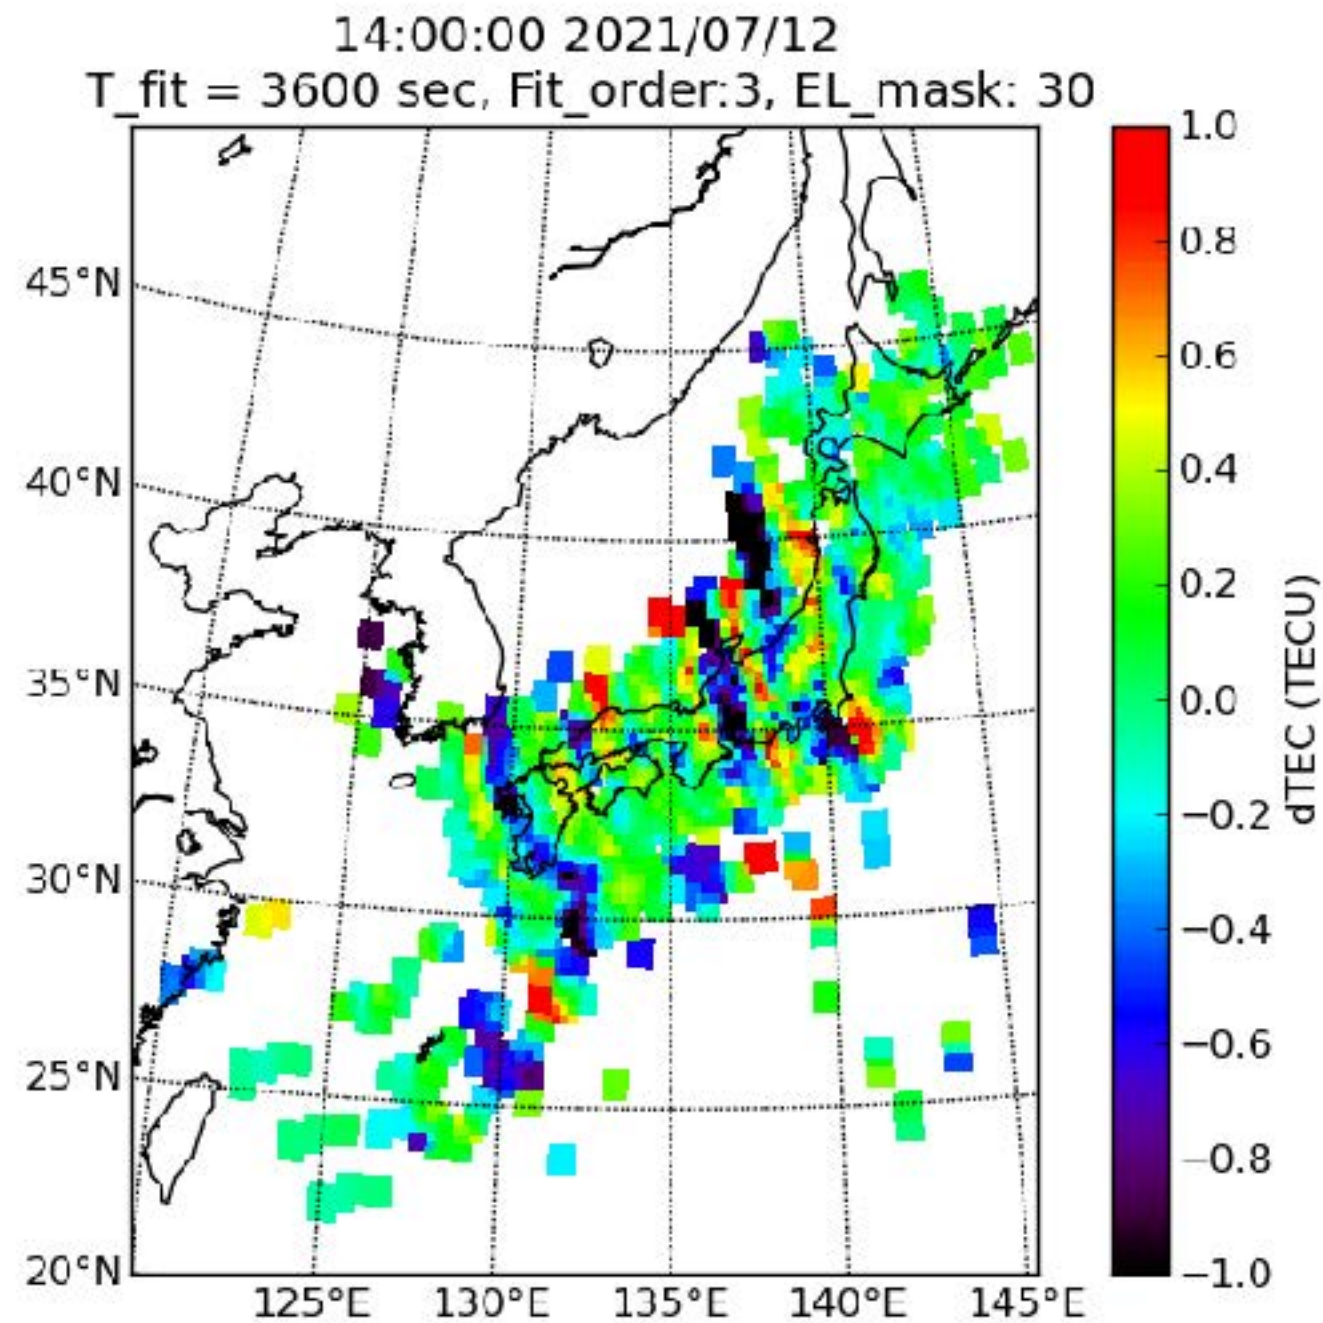 14:00:00 2021/07/12
T_fit = 3600 sec, Fit_order:3, EL_mask: 30
45°N
40°N
35°N
30°N
25°N
20°N
125°E 130°E 135°E 140°E 145°E
1.0
0.8
0.6
0.4
0.2
0.0
−0.2
−0.4
−0.6
−0.8
−1.0
dTEC (TECU)